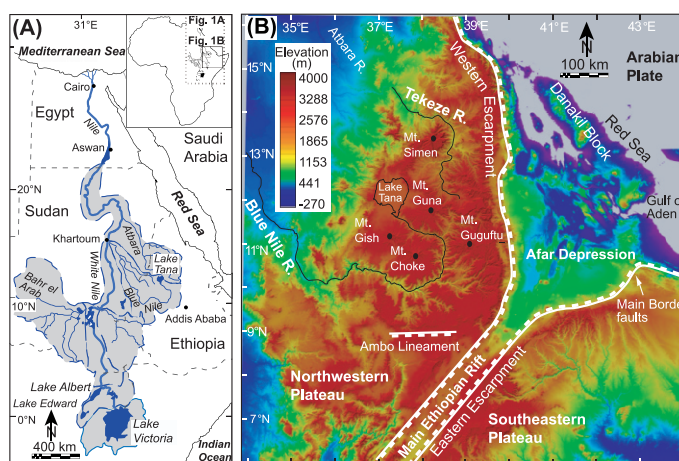 (A)
31°E
Mediterranean Sea
Cairo
Egypt
Nile
Aswan
Saudi
Arabia
Red Sea
20°N
Sudan
Khartoum
Atbara
Lake
Tana
White Nile
Blue
Nile
Bahr el
Arab
10°N
Addis Ababa
Ethiopia
Lake Albert
Lake Edward
0°N
N
Lake
Victoria
400 km
Indian
Ocean
Fig. 1A
Fig. 1B
(B)
35°E
37°E
39°E
41°E
43°E
Elevation
(m)
4000
3288
2576
1865
1153
441
-270
15°N
13°N
11°N
9°N
7°N
Atbara R.
Tekeze R.
Western Escarpment
N
100 km
Arabian
Plate
Danakil Block
Red Sea
Mt.
Simen
Lake
Tana
Mt.
Guna
Mt.
Gish
Mt.
Choke
Mt.
Guguftu
Blue Nile R.
Gulf of
Aden
Afar Depression
Main Border
faults
Ambo Lineament
Northwestern
Plateau
Main Ethiopian Rift
Eastern Escarpment
Southeastern
Plateau